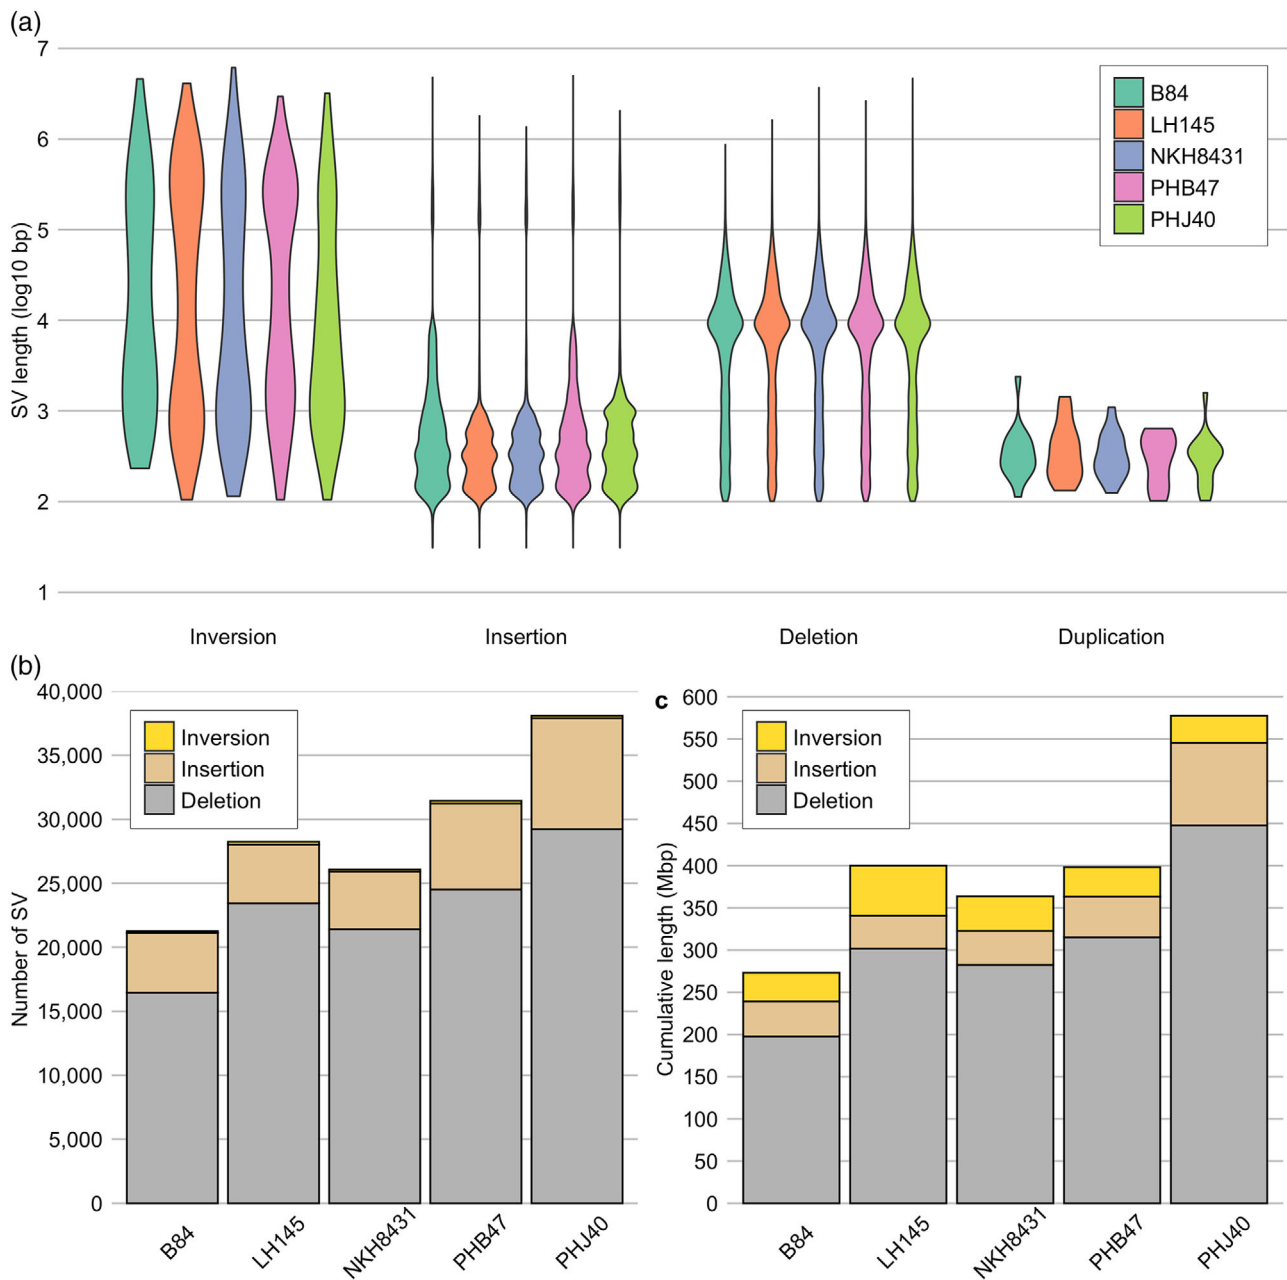 (a)
7
6
5
4
3
2
1
SV length (log10 bp)
B84
LH145
NKH8431
PHB47
PHJ40
Inversion Insertion Deletion Duplication
(b)
40,000
35,000
30,000
25,000
20,000
15,000
10,000
5,000
0
Number of SV
Inversion
Insertion
Deletion
B84 LH145 NKH8431 PHB47 PHJ40
c
600
550
500
450
400
350
300
250
200
150
100
50
0
Cumulative length (Mbp)
Inversion
Insertion
Deletion
B84 LH145 NKH8431 PHB47 PHJ40